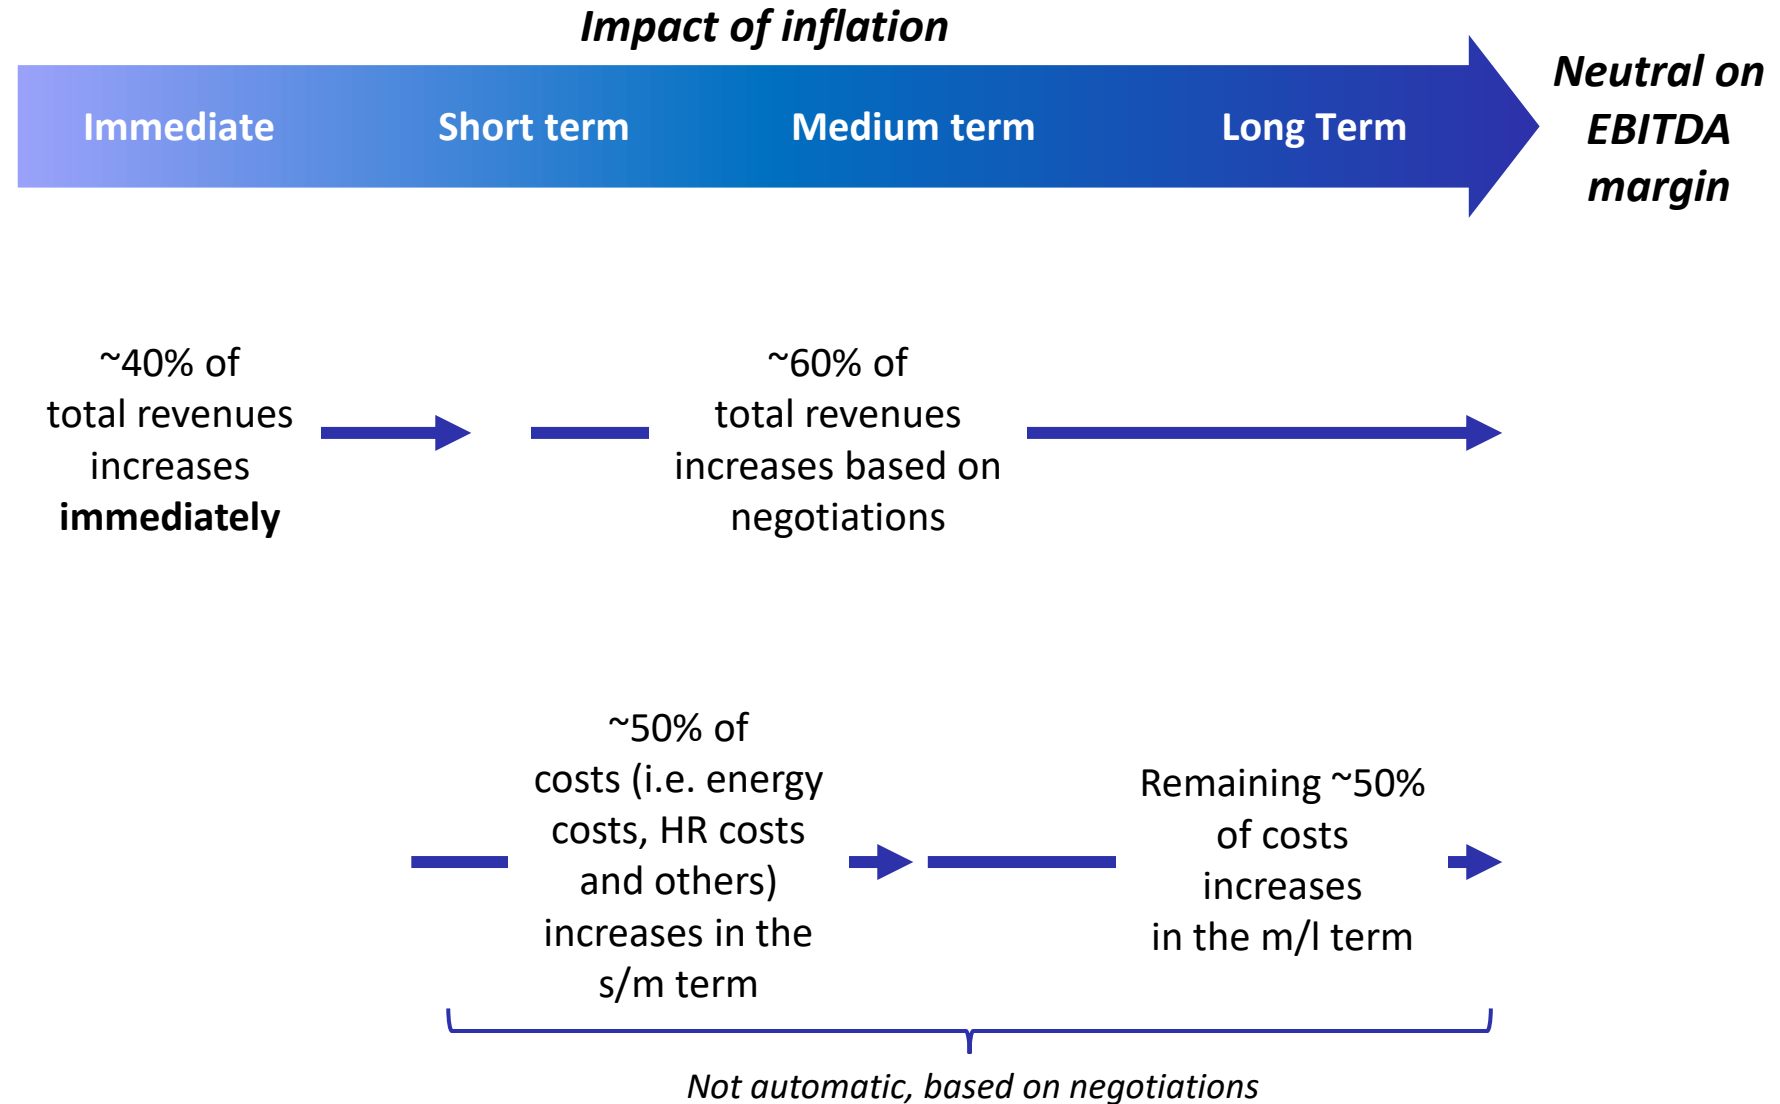 Impact of inflation
Immediate
Short term
Medium term
Long Term
Neutral on
EBITDA
margin
~40% of
total revenues
increases
immediately
~60% of
total revenues
increases based on
negotiations
~50% of
costs (i.e. energy
costs, HR costs
and others)
increases in the
s/m term
Remaining ~50%
of costs
increases
in the m/l term
Not automatic, based on negotiations